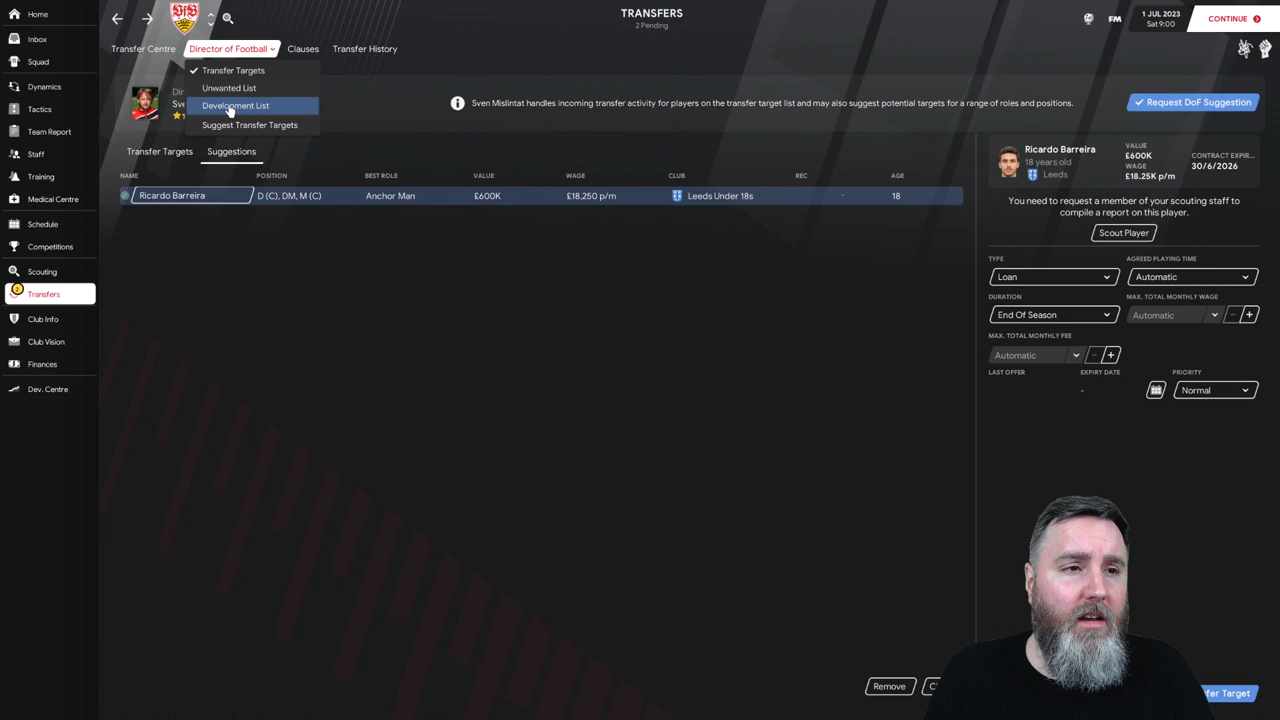 Home
Inbox
Squad
Dynamics
Tactics
Team Report
Staff
Training
Medical Centre
Schedule
Competitions
Scouting
2
Transfers
Club Info
Club Vision
Finances
Dev. Centre
VfB
TRANSFERS
2 Pending
FM
1 JUL 2023
Sat 9:00
CONTINUE
Transfer Centre
Director of Football
Clauses
Transfer History
Transfer Targets
Unwanted List
Development List
Suggest Transfer Targets
Sven Mislintat handles incoming transfer activity for players on the transfer target list and may also suggest potential targets for a range of roles and positions.
Request DoF Suggestion
Transfer Targets
Suggestions
NAME POSITION BEST ROLE VALUE WAGE CLUB REC AGE
Ricardo Barreira D (C), DM, M (C) Anchor Man £600K £18,250 p/m Leeds Under 18s - 18
Ricardo Barreira
18 years old
Leeds
VALUE
£600K
WAGE
£18.25K p/m
CONTRACT EXPIR...
30/6/2026
You need to request a member of your scouting staff to
compile a report on this player.
Scout Player
TYPE
Loan
AGREED PLAYING TIME
Automatic
DURATION
End Of Season
MAX. TOTAL MONTHLY WAGE
Automatic
MAX. TOTAL MONTHLY FEE
Automatic
LAST OFFER
EXPIRY DATE
-
PRIORITY
Normal
Remove
Target